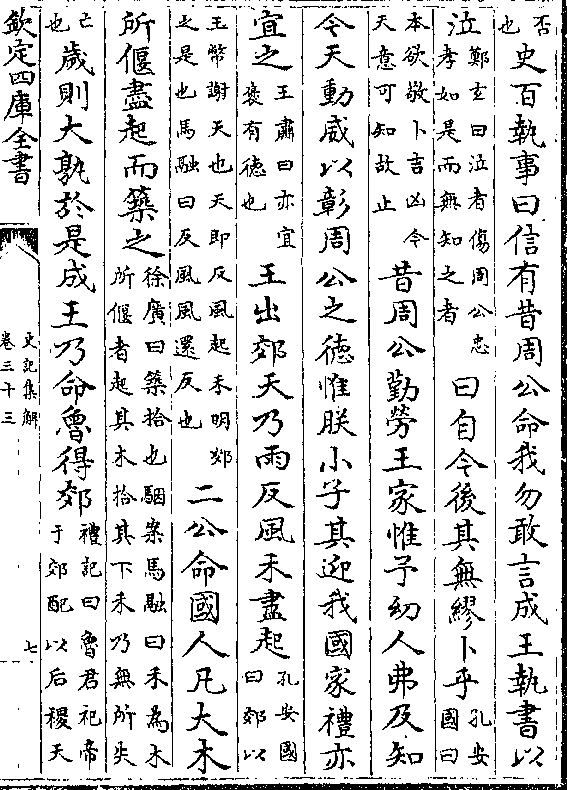 否也史百執事曰信有昔周公命我勿敢言成王執書以
泣鄭玄曰泣者傷周公忠孝如是而無知之者曰自今後其無繆卜乎孔安國曰
本欲敬卜吉凶今天意可知故止昔周公勤勞王家惟予幼人弗及知
今天動威以彰周公之德惟朕小子其迎我國家禮亦
宜之王肅曰亦宜褒有德也王出郊天乃雨反風禾盡起孔安國曰郊以
玉幣謝天也天即反風起禾明郊之是也馬融曰反風風還反也二公命國人凡大木
所偃盡起而築之徐廣曰築拾也駰案馬融曰禾為木所偃者起其木拾其下禾乃無所失
亡也歲則大孰於是成王乃命魯得郊禮記曰魯君祀帝于郊配以后稷天
欽定四庫全書
史記集解
卷三十三
七